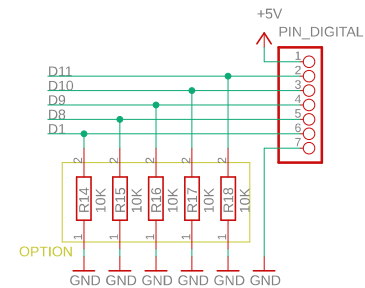 +5V
PIN_DIGITAL
1
D11 2
D10 3
D9 4
D8 5
D1 6
7
2 2 2 2 2
R14 10K R15 10K R16 10K R17 10K R18 10K
1 1 1 1 1
OPTION
GND GND GND GND GND GND